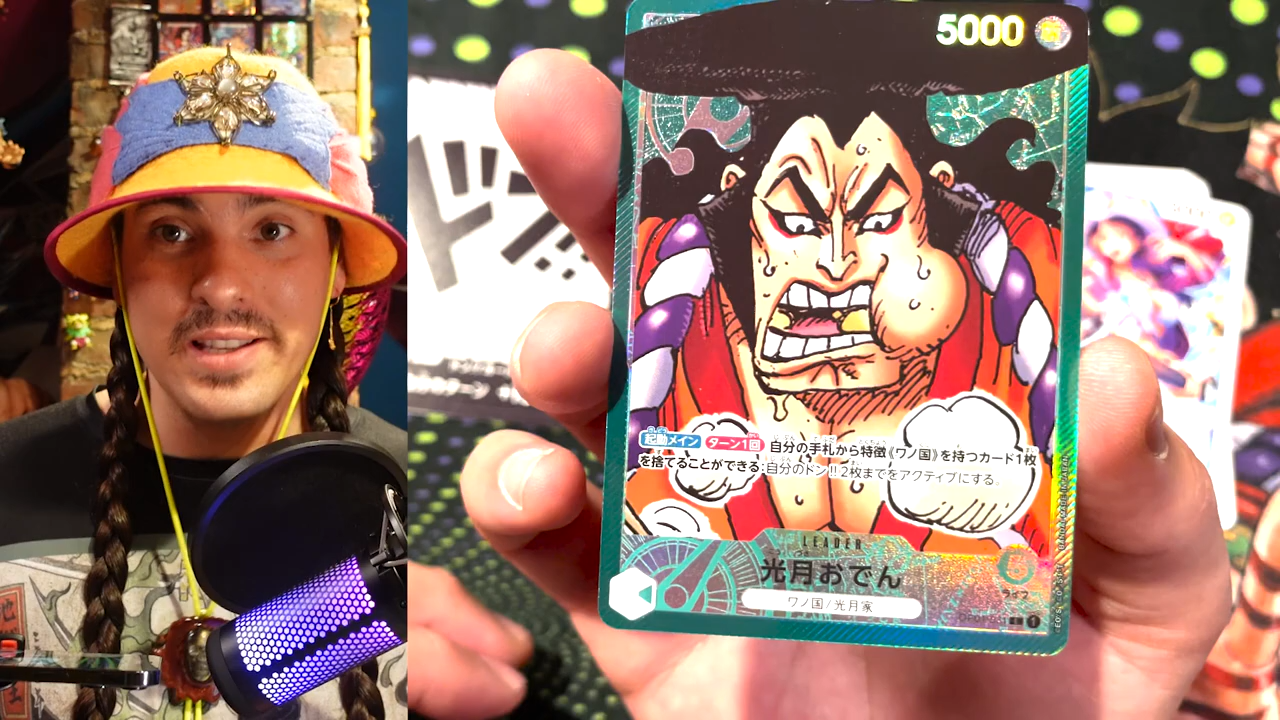 5000
起動メイン ターン1回 自分の手札から特徴《ワノ国》を持つカード1枚
を捨てることができる:自分のドン!!2枚までをアクティブにする。
LEADER
光月おでん
ライフ
ワノ国/光月家